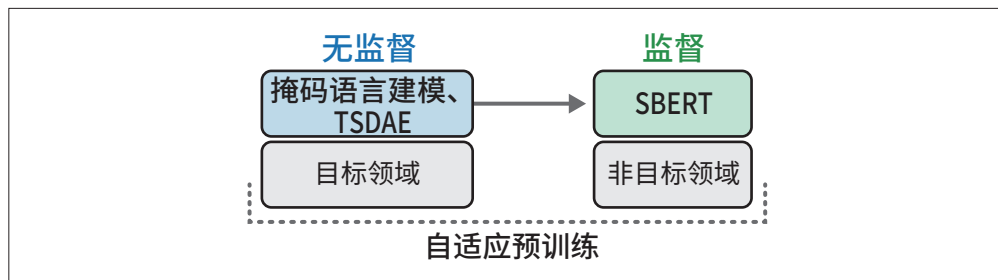 无监督
监督
掩码语言建模、
TSDAE
SBERT
目标领域
非目标领域
自适应预训练